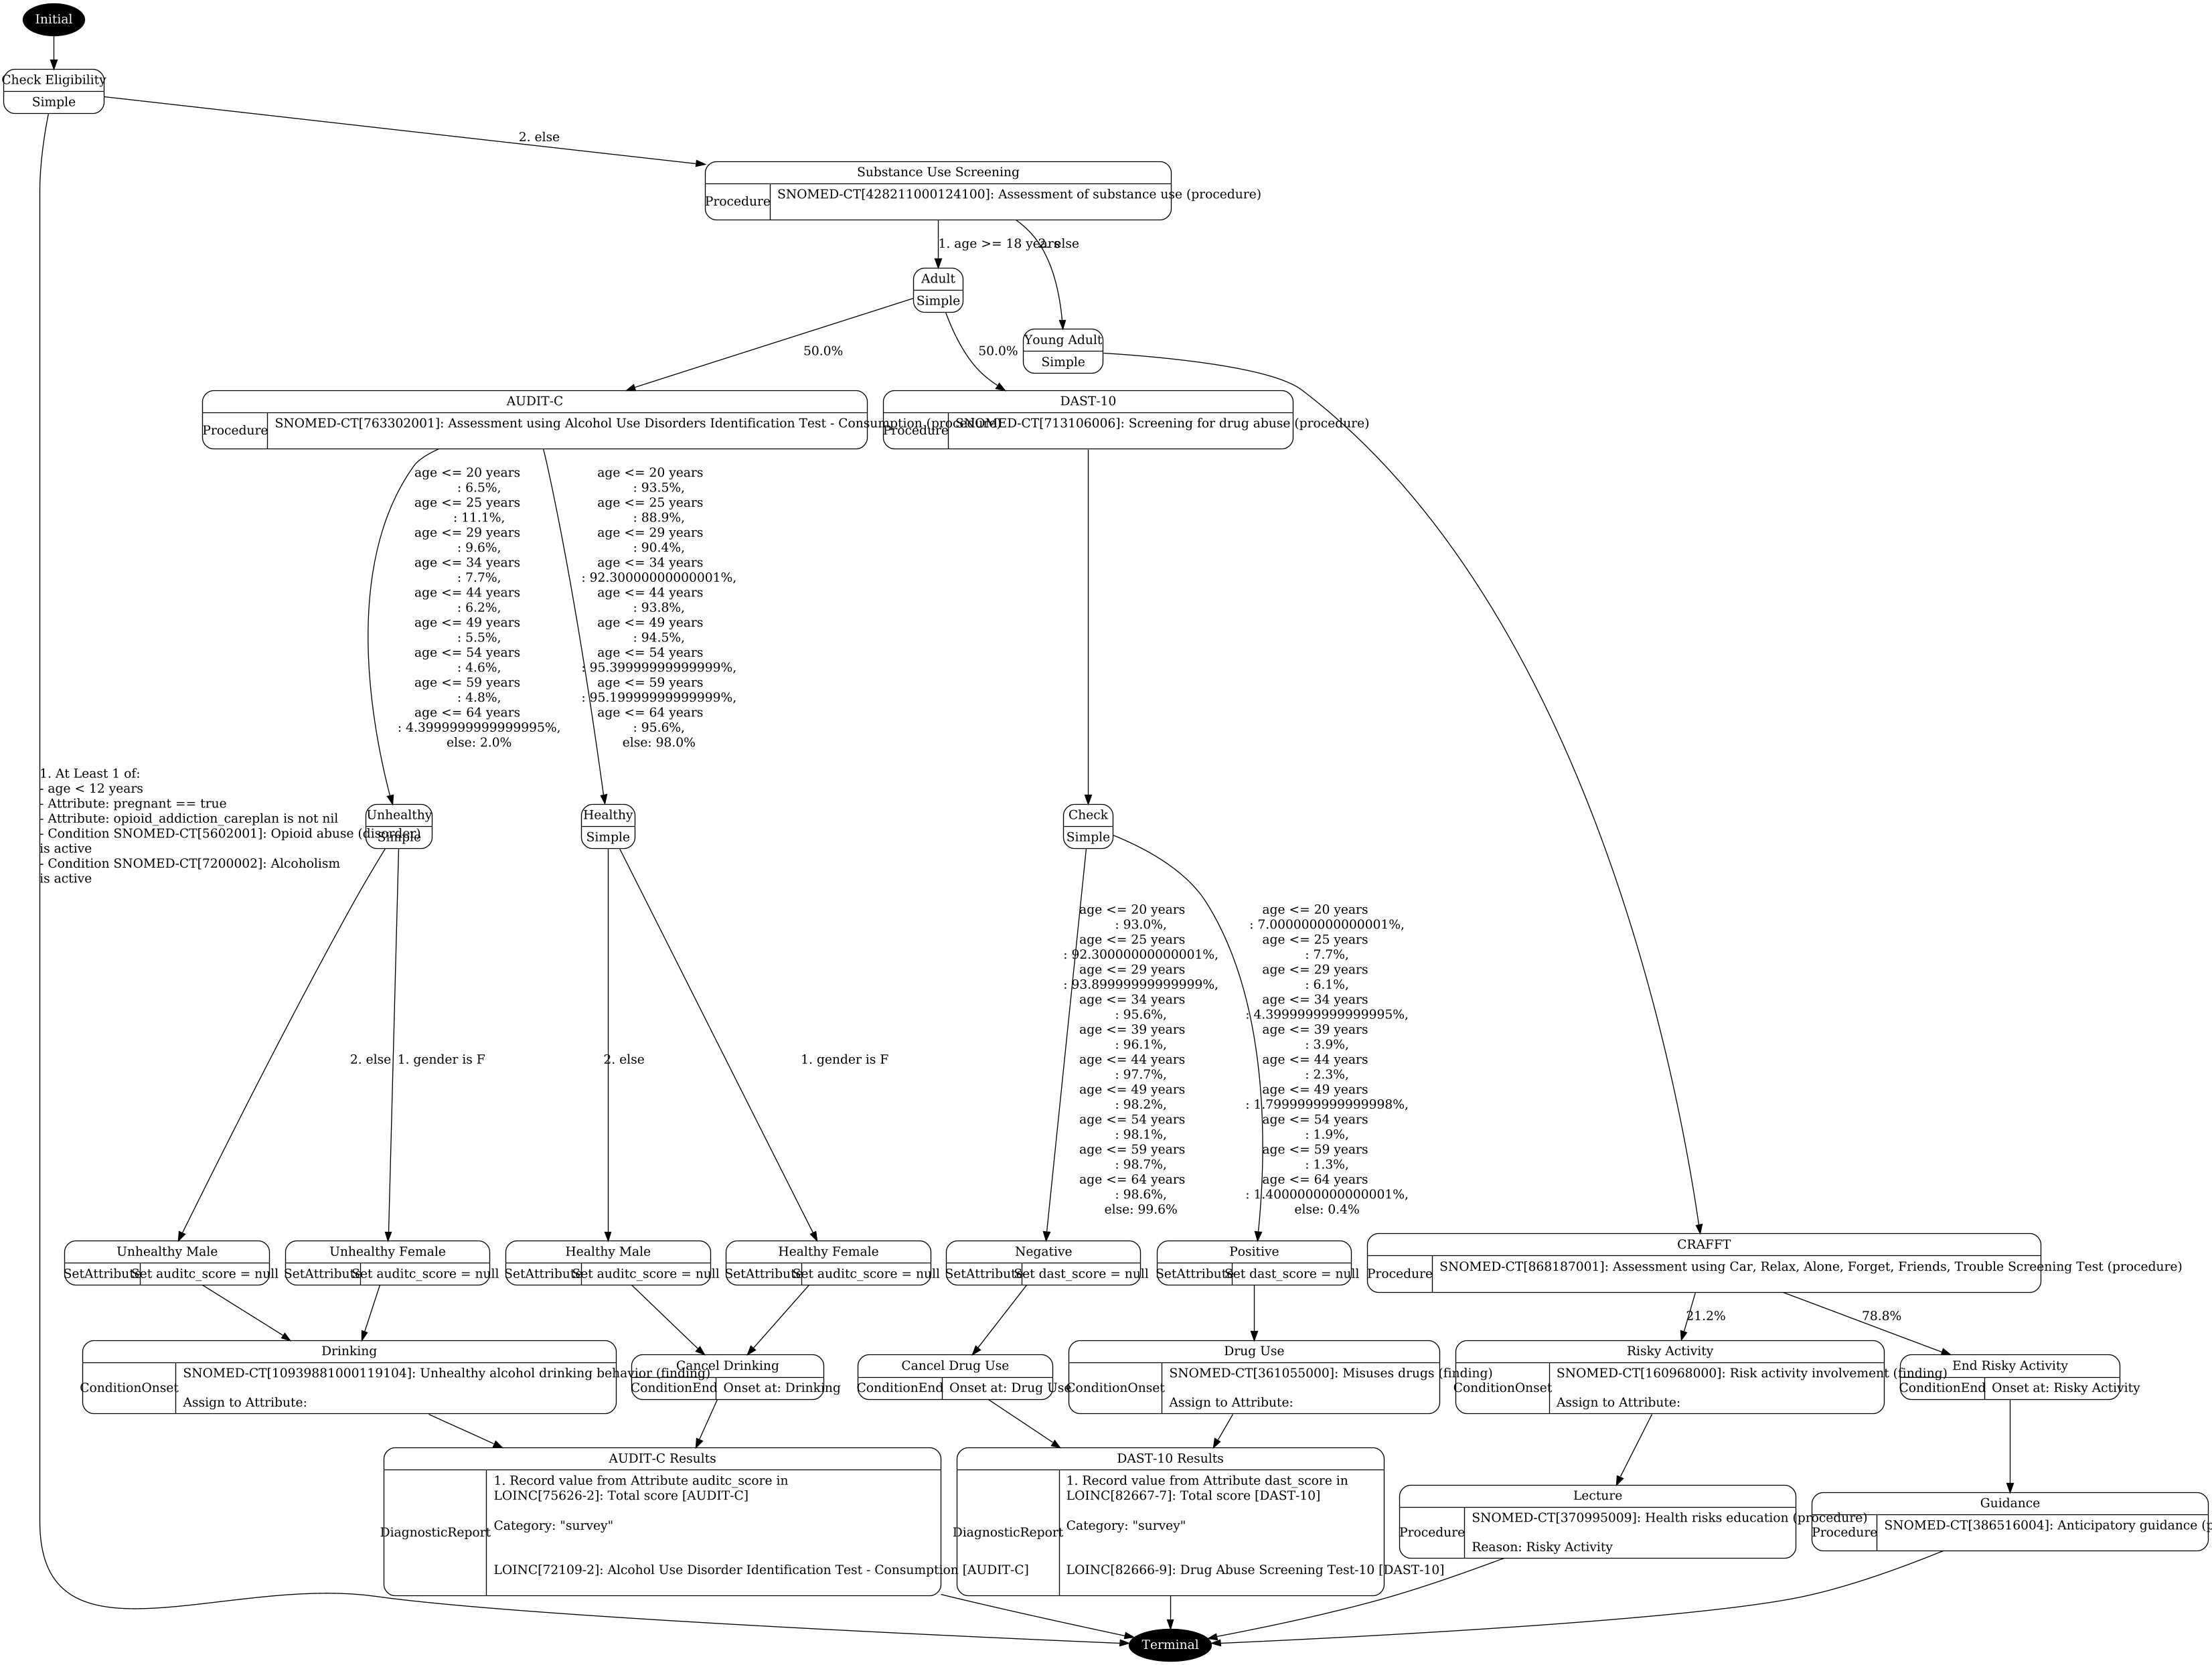 Initial
Check Eligibility
Simple
2. else
Substance Use Screening
Procedure
SNOMED-CT[428211000124100]: Assessment of substance use (procedure)
1. age >= 18 years
2. else
Adult
Simple
Young Adult
Simple
50.0%
50.0%
AUDIT-C
Procedure
SNOMED-CT[763302001]: Assessment using Alcohol Use Disorders Identification Test - Consumption (procedure)
DAST-10
Procedure
SNOMED-CT[713106006]: Screening for drug abuse (procedure)
age <= 20 years
: 6.5%,
age <= 25 years
: 11.1%,
age <= 29 years
: 9.6%,
age <= 34 years
: 7.7%,
age <= 44 years
: 6.2%,
age <= 49 years
: 5.5%,
age <= 54 years
: 4.6%,
age <= 59 years
: 4.8%,
age <= 64 years
: 4.3999999999999995%,
else: 2.0%
age <= 20 years
: 93.5%,
age <= 25 years
: 88.9%,
age <= 29 years
: 90.4%,
age <= 34 years
: 92.30000000000001%,
age <= 44 years
: 93.8%,
age <= 49 years
: 94.5%,
age <= 54 years
: 95.39999999999999%,
age <= 59 years
: 95.19999999999999%,
age <= 64 years
: 95.6%,
else: 98.0%
1. At Least 1 of:
- age < 12 years
- Attribute: pregnant == true
- Attribute: opioid_addiction_careplan is not nil
- Condition SNOMED-CT[5602001]: Opioid abuse (disorder)
is active
- Condition SNOMED-CT[7200002]: Alcoholism
is active
Unhealthy
Simple
Healthy
Simple
Check
Simple
2. else
1. gender is F
2. else
1. gender is F
age <= 20 years
: 93.0%,
age <= 25 years
: 92.30000000000001%,
age <= 29 years
: 93.89999999999999%,
age <= 34 years
: 95.6%,
age <= 39 years
: 96.1%,
age <= 44 years
: 97.7%,
age <= 49 years
: 98.2%,
age <= 54 years
: 98.1%,
age <= 59 years
: 98.7%,
age <= 64 years
: 98.6%,
else: 99.6%
age <= 20 years
: 7.000000000000001%,
age <= 25 years
: 7.7%,
age <= 29 years
: 6.1%,
age <= 34 years
: 4.3999999999999995%,
age <= 39 years
: 3.9%,
age <= 44 years
: 2.3%,
age <= 49 years
: 1.7999999999999998%,
age <= 54 years
: 1.9%,
age <= 59 years
: 1.3%,
age <= 64 years
: 1.4000000000000001%,
else: 0.4%
Unhealthy Male
SetAttribute
Set auditc_score = null
Unhealthy Female
SetAttribute
Set auditc_score = null
Healthy Male
SetAttribute
Set auditc_score = null
Healthy Female
SetAttribute
Set auditc_score = null
Negative
SetAttribute
Set dast_score = null
Positive
SetAttribute
Set dast_score = null
CRAFFT
Procedure
SNOMED-CT[868187001]: Assessment using Car, Relax, Alone, Forget, Friends, Trouble Screening Test (procedure)
21.2%
78.8%
Drinking
ConditionOnset
SNOMED-CT[10939881000119104]: Unhealthy alcohol drinking behavior (finding)
Assign to Attribute:
Cancel Drinking
ConditionEnd
Onset at: Drinking
Cancel Drug Use
ConditionEnd
Onset at: Drug Use
Drug Use
ConditionOnset
SNOMED-CT[361055000]: Misuses drugs (finding)
Assign to Attribute:
Risky Activity
ConditionOnset
SNOMED-CT[160968000]: Risk activity involvement (finding)
Assign to Attribute:
End Risky Activity
ConditionEnd
Onset at: Risky Activity
AUDIT-C Results
DiagnosticReport
1. Record value from Attribute auditc_score in
LOINC[75626-2]: Total score [AUDIT-C]
Category: "survey"
LOINC[72109-2]: Alcohol Use Disorder Identification Test - Consumption [AUDIT-C]
DAST-10 Results
DiagnosticReport
1. Record value from Attribute dast_score in
LOINC[82667-7]: Total score [DAST-10]
Category: "survey"
LOINC[82666-9]: Drug Abuse Screening Test-10 [DAST-10]
Lecture
Procedure
SNOMED-CT[370995009]: Health risks education (procedure)
Reason: Risky Activity
Guidance
Procedure
SNOMED-CT[386516004]: Anticipatory guidance (
Terminal